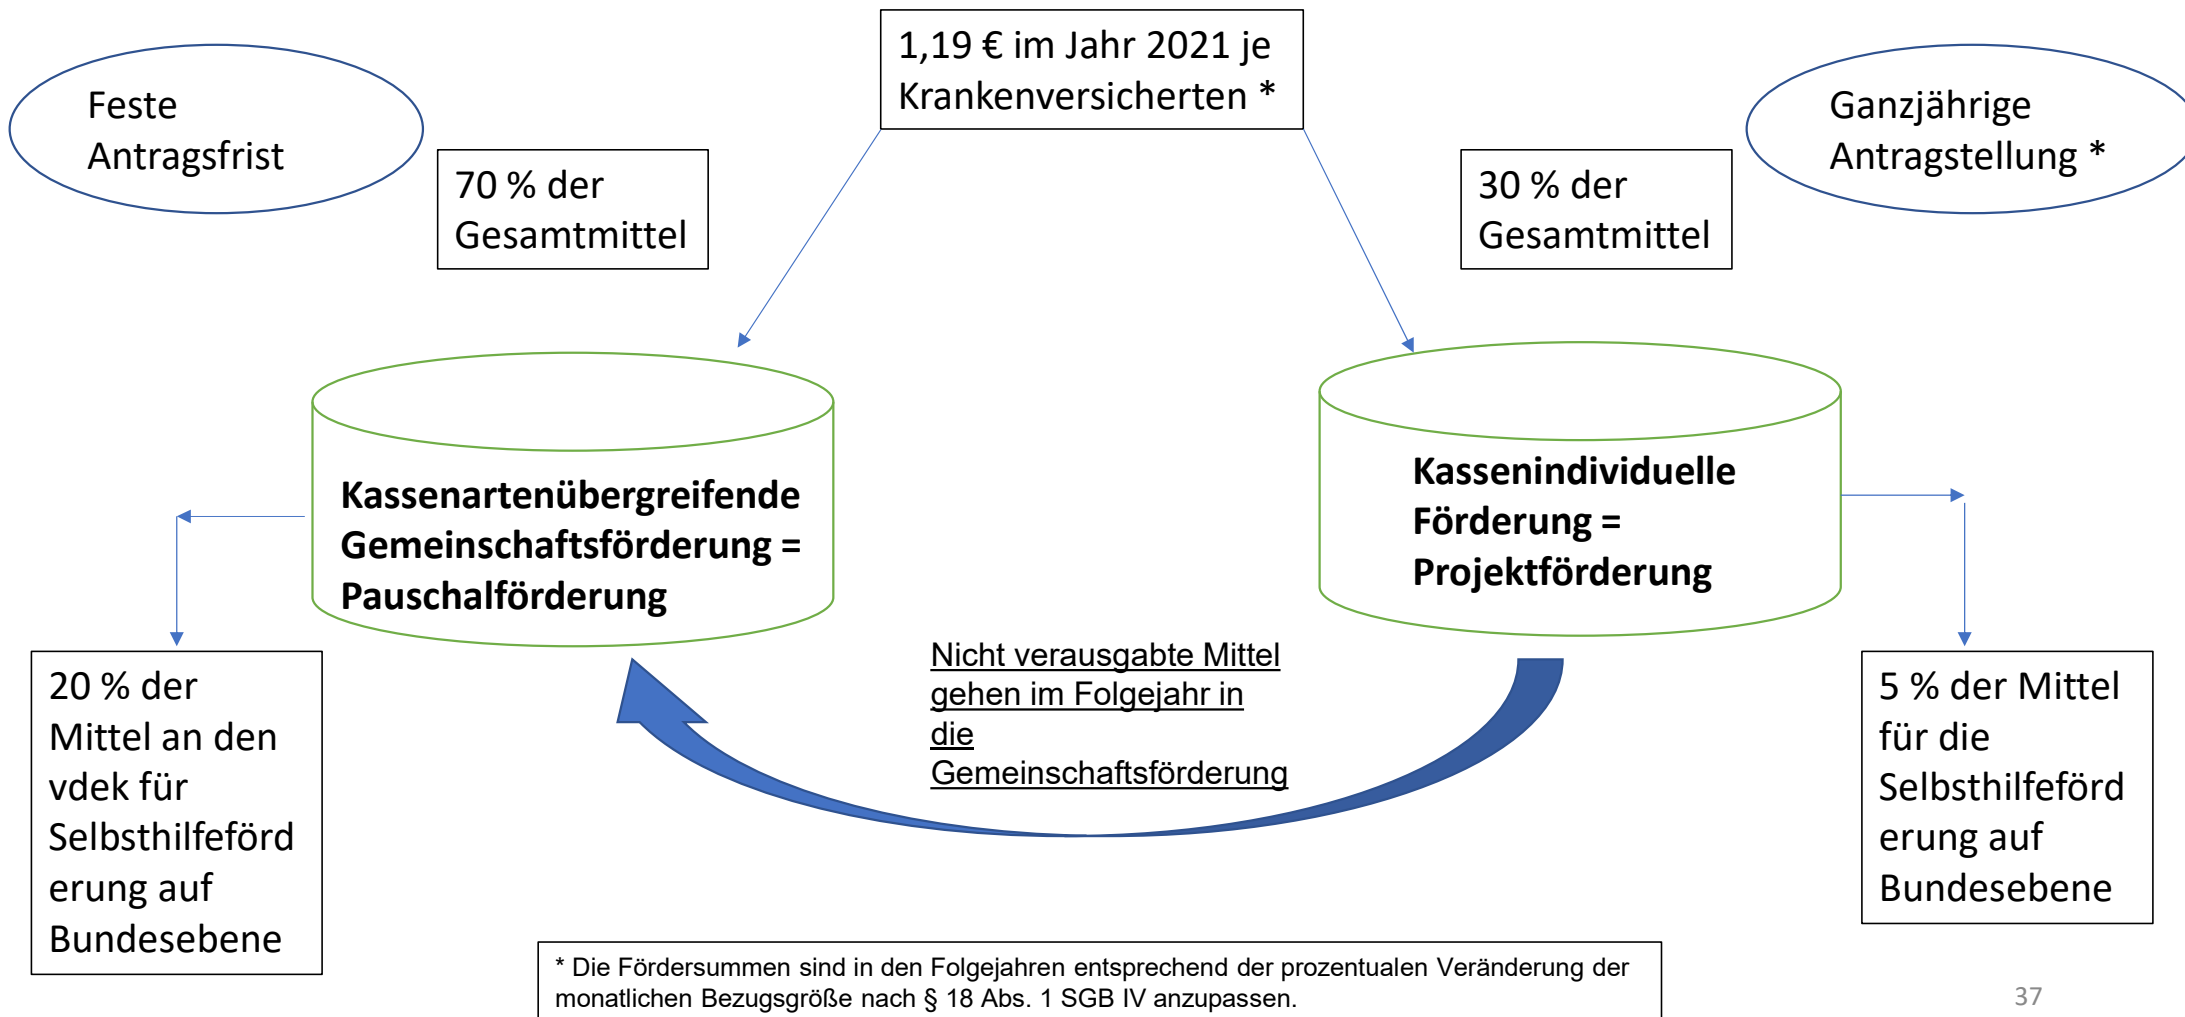 1,19 € im Jahr 2021 je
Krankenversicherten *
Feste
Antragsfrist
70 % der
Gesamtmittel
30 % der
Gesamtmittel
Ganzjährige
Antragstellung *
Kassenartenübergreifende
Gemeinschaftsförderung =
Pauschalförderung
Kassenindividuelle
Förderung =
Projektförderung
20 % der
Mittel an den
vdek für
Selbsthilfeförd
erung auf
Bundesebene
Nicht verausgabte Mittel
gehen im Folgejahr in
die
Gemeinschaftsförderung
5 % der Mittel
für die
Selbsthilfeförd
erung auf
Bundesebene
* Die Fördersummen sind in den Folgejahren entsprechend der prozentualen Veränderung der
monatlichen Bezugsgröße nach § 18 Abs. 1 SGB IV anzupassen.
37